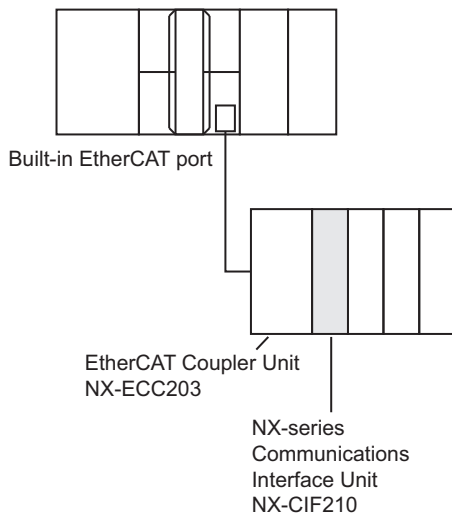 Built-in EtherCAT port
EtherCAT Coupler Unit
NX-ECC203
NX-series
Communications
Interface Unit
NX-CIF210